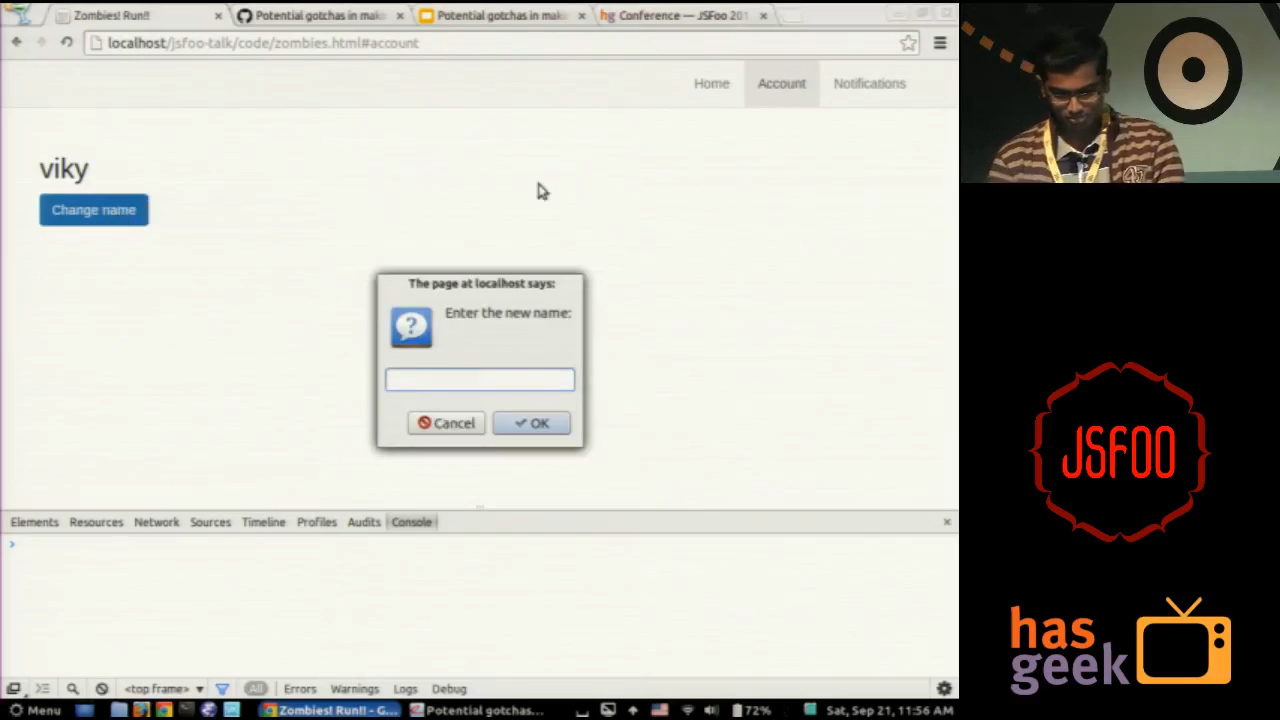 Zombies! Run!!
Potential gotchas in mak
Potential gotchas in mak
hg Conference — JSFoo 201
localhost/jsfoo-talk/code/zombies.html#account
Home Account Notifications
viky
Change name
The page at localhost says:
Enter the new name:
Cancel OK
Elements Resources Network Sources Timeline Profiles Audits Console
<top frame> All Errors Warnings Logs Debug
Menu Zombies! Run!! - G... Potential gotchas... 72% Sat, Sep 21, 11:56 AM
JSFOO
has
geek